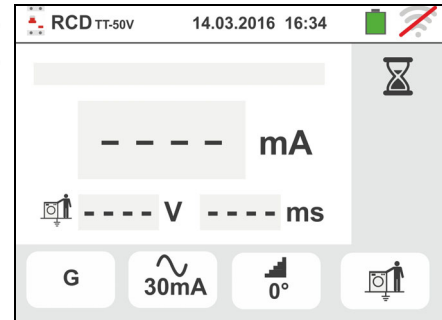 RCD TT-50V 14.03.2016 16:34
- - - - mA
- - - - V - - - - ms
G 30mA 0°